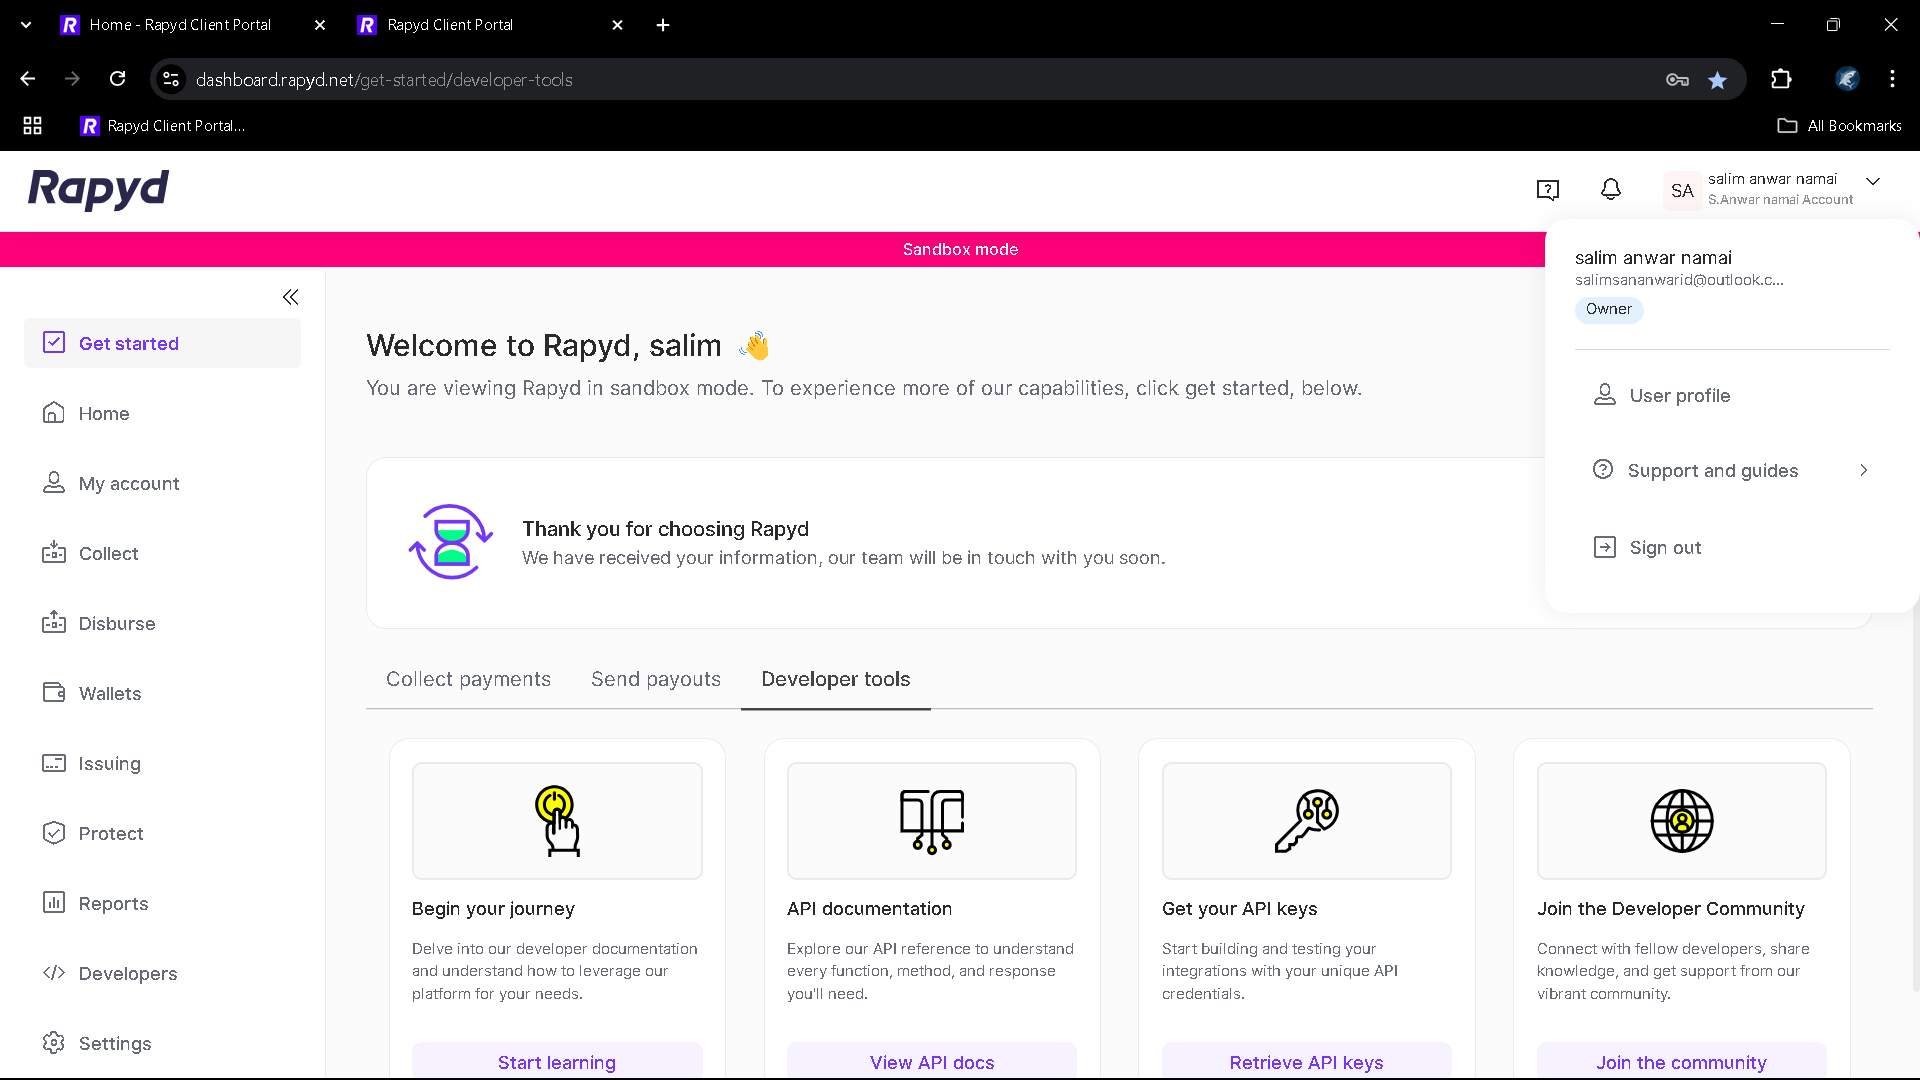 Home - Rapyd Client Portal
Rapyd Client Portal
dashboard.rapyd.net/get-started/developer-tools
Rapyd Client Portal...
All Bookmarks
Rapyd
SA
salim anwar namai
S.Anwar namai Account
Sandbox mode
salim anwar namai
salimsananwarid@outlook.c...
Owner
User profile
Support and guides
Sign out
Get started
Home
My account
Collect
Disburse
Wallets
Issuing
Protect
Reports
Developers
Settings
Welcome to Rapyd, salim 👋
You are viewing Rapyd in sandbox mode. To experience more of our capabilities, click get started, below.
Thank you for choosing Rapyd
We have received your information, our team will be in touch with you soon.
Collect payments
Send payouts
Developer tools
Begin your journey
Delve into our developer documentation
and understand how to leverage our
platform for your needs.
Start learning
API documentation
Explore our API reference to understand
every function, method, and response
you'll need.
View API docs
Get your API keys
Start building and testing your
integrations with your unique API
credentials.
Retrieve API keys
Join the Developer Community
Connect with fellow developers, share
knowledge, and get support from our
vibrant community.
Join the community